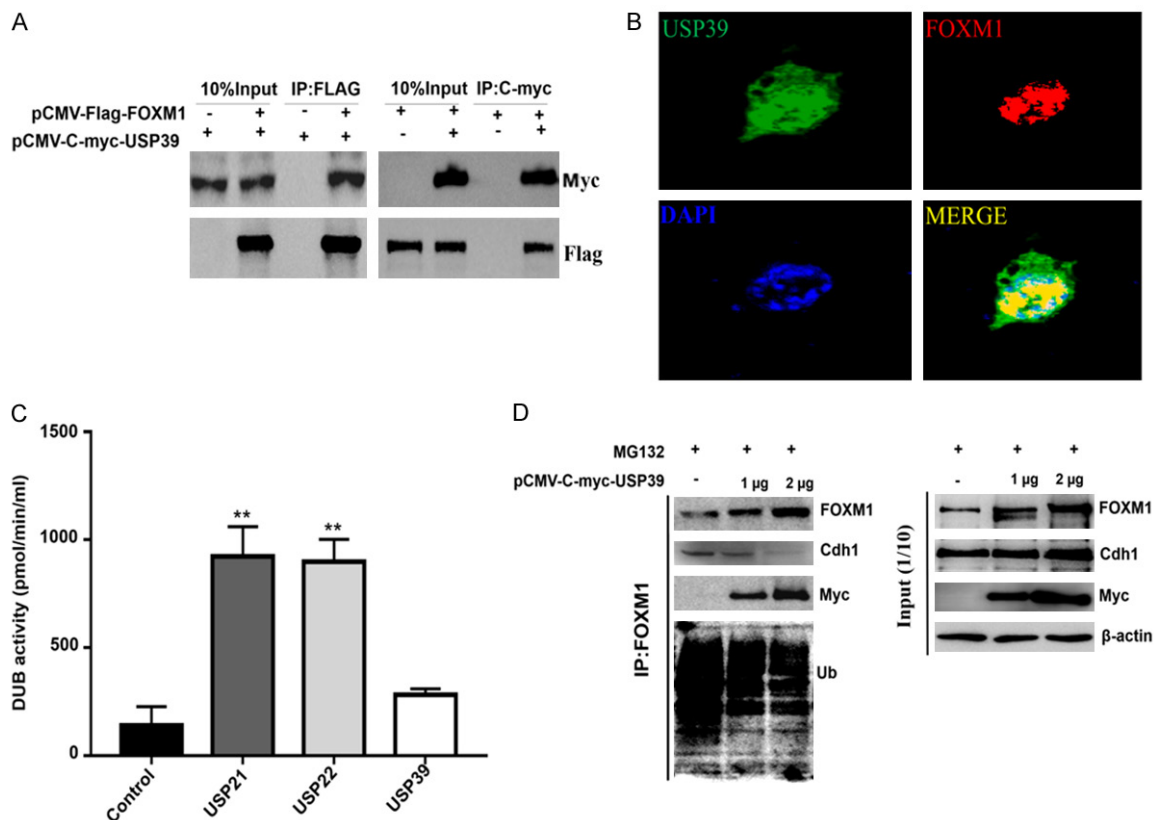 A
10%Input IP:FLAG 10%Input IP:C-myc
pCMV-Flag-FOXM1 - + - + + + + +
pCMV-C-myc-USP39 + + + + - + - +
Myc
Flag
B
USP39
FOXM1
DAPI
MERGE
C
DUB activity (pmol/min/ml)
1500
1000
500
0
** **
Control
USP21
USP22
USP39
D
MG132 + + +
pCMV-C-myc-USP39 - 1 µg 2 µg
IP:FOXM1
FOXM1
Cdh1
Myc
Ub
+ + +
- 1 µg 2 µg
Input (1/10)
FOXM1
Cdh1
Myc
β-actin